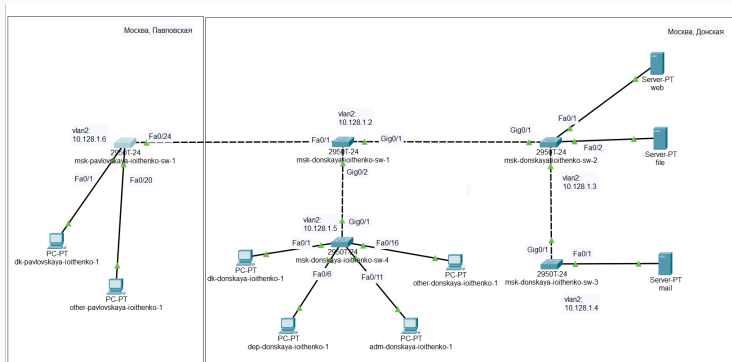 Москва, Павловская
Москва, Донская
vlan2:
10.128.1.6
Fa0/24
2950T-24
msk-pavlovskaya-ioithenko-sw-1
Fa0/1
Fa0/20
PC-PT
dk-pavlovskaya-ioithenko-1
PC-PT
other-pavlovskaya-ioithenko-1
vlan2:
10.128.1.2
Fa0/1
Gig0/1
2950T-24
msk-donskaya-ioithenko-sw-1
Gig0/2
vlan2:
10.128.1.5
Gig0/1
Fa0/1
Fa0/16
2950T-24
msk-donskaya-ioithenko-sw-4
Fa0/6
Fa0/11
PC-PT
dk-donskaya-ioithenko-1
PC-PT
other-donskaya-ioithenko-1
PC-PT
dep-donskaya-ioithenko-1
PC-PT
adm-donskaya-ioithenko-1
Gig0/1
Fa0/1
Fa0/2
2950T-24
msk-donskaya-ioithenko-sw-2
vlan2:
10.128.1.3
Server-PT
web
Server-PT
file
Gig0/1
Fa0/1
2950T-24
msk-donskaya-ioithenko-sw-3
vlan2:
10.128.1.4
Server-PT
mail